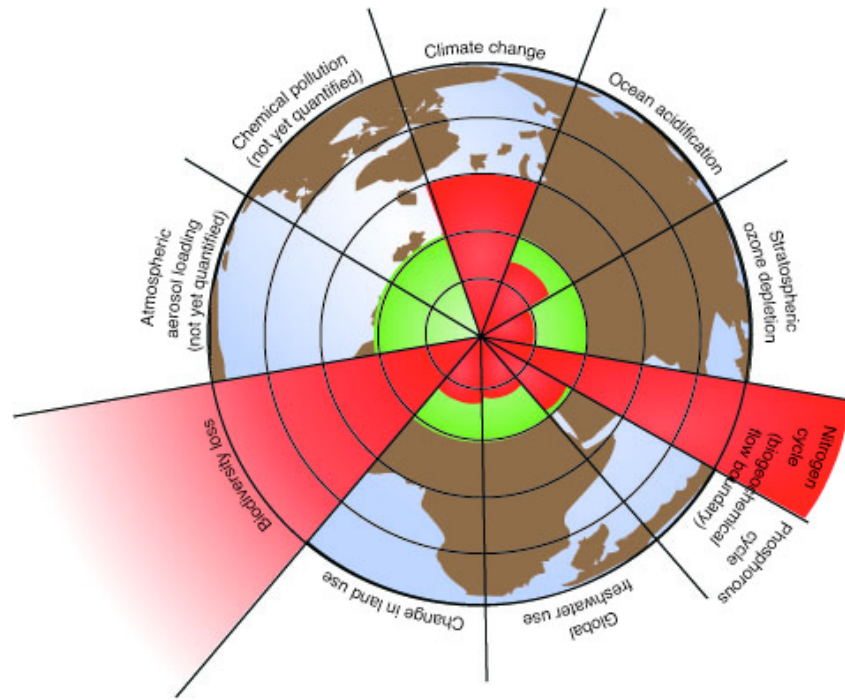 Climate change
Ocean acidification
Stratospheric
ozone depletion
Nitrogen
cycle
(biogeochemical
flow boundary)
Phosphorous
cycle
Global
freshwater use
Change in land use
Biodiversity loss
Atmospheric
aerosol loading
(not yet quantified)
Chemical pollution
(not yet quantified)